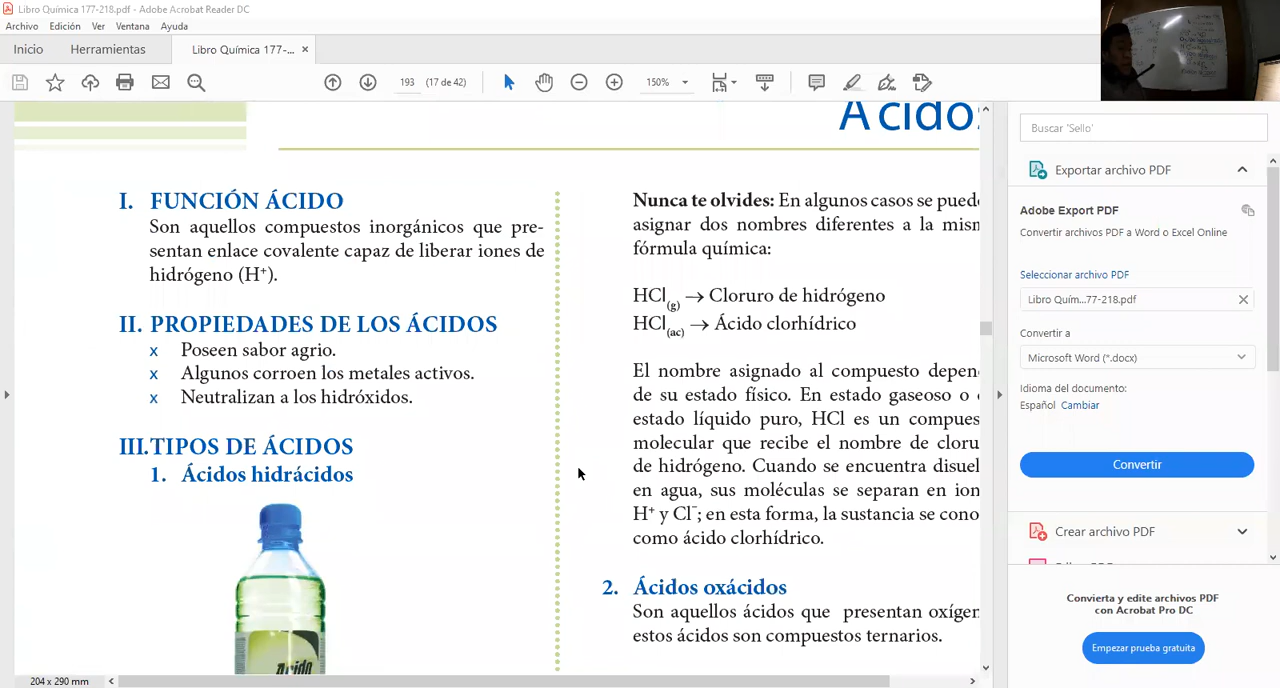 Libro Química 177-218.pdf - Adobe Acrobat Reader DC
Archivo Edición Ver Ventana Ayuda
Inicio Herramientas Libro Química 177-... ×
193 (17 de 42) 150%
Ácido
I. FUNCIÓN ÁCIDO
Son aquellos compuestos inorgánicos que pre-
sentan enlace covalente capaz de liberar iones de
hidrógeno (H⁺).
II. PROPIEDADES DE LOS ÁCIDOS
x Poseen sabor agrio.
x Algunos corroen los metales activos.
x Neutralizan a los hidróxidos.
III. TIPOS DE ÁCIDOS
1. Ácidos hidrácidos
Ácido
Nunca te olvides: En algunos casos se pued
asignar dos nombres diferentes a la mism
fórmula química:
HCl(g) → Cloruro de hidrógeno
HCl(ac) → Ácido clorhídrico
El nombre asignado al compuesto depen
de su estado físico. En estado gaseoso o
estado líquido puro, HCl es un compues
molecular que recibe el nombre de cloru
de hidrógeno. Cuando se encuentra disuel
en agua, sus moléculas se separan en ion
H⁺ y Cl⁻; en esta forma, la sustancia se cono
como ácido clorhídrico.
2. Ácidos oxácidos
Son aquellos ácidos que presentan oxígen
estos ácidos son compuestos ternarios.
204 x 290 mm
Buscar 'Sello'
Exportar archivo PDF
Adobe Export PDF
Convertir archivos PDF a Word o Excel Online
Seleccionar archivo PDF
Libro Quím...77-218.pdf
Convertir a
Microsoft Word (*.docx)
Idioma del documento:
Español Cambiar
Convertir
Crear archivo PDF
Convierta y edite archivos PDF
con Acrobat Pro DC
Empezar prueba gratuita